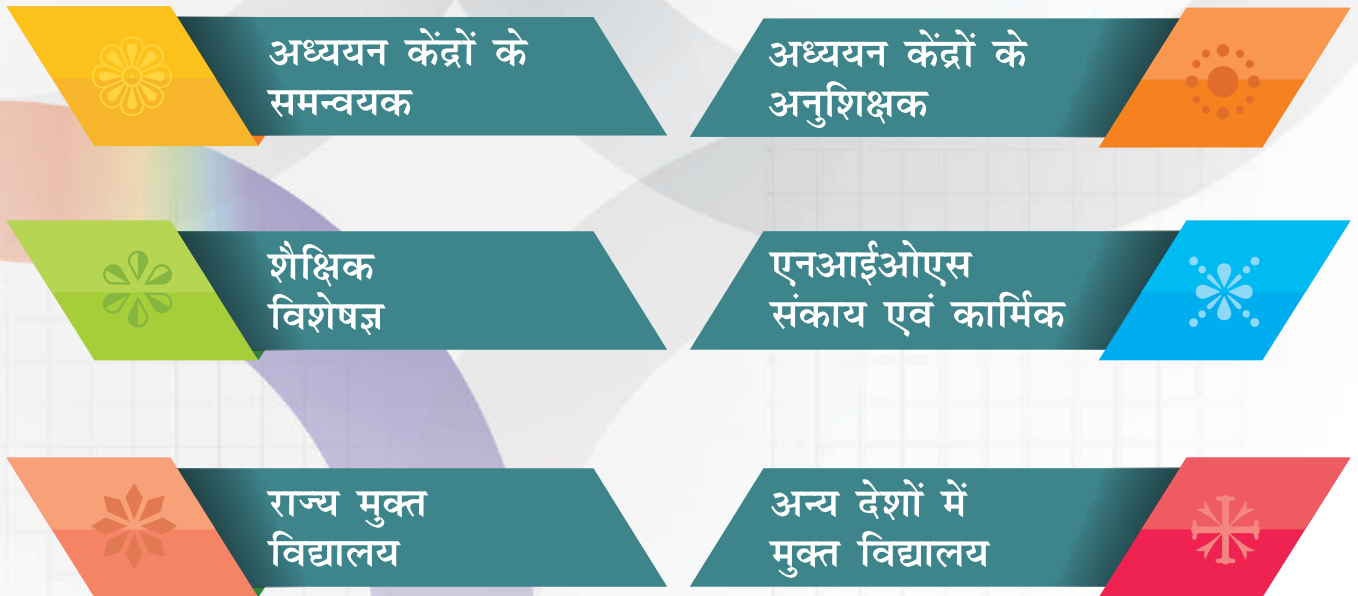 अध्ययन केंद्रों के
समन्वयक
अध्ययन केंद्रों के
अनुशिक्षक
शैक्षिक
विशेषज्ञ
एनआईओएस
संकाय एवं कार्मिक
राज्य मुक्त
विद्यालय
अन्य देशों में
मुक्त विद्यालय